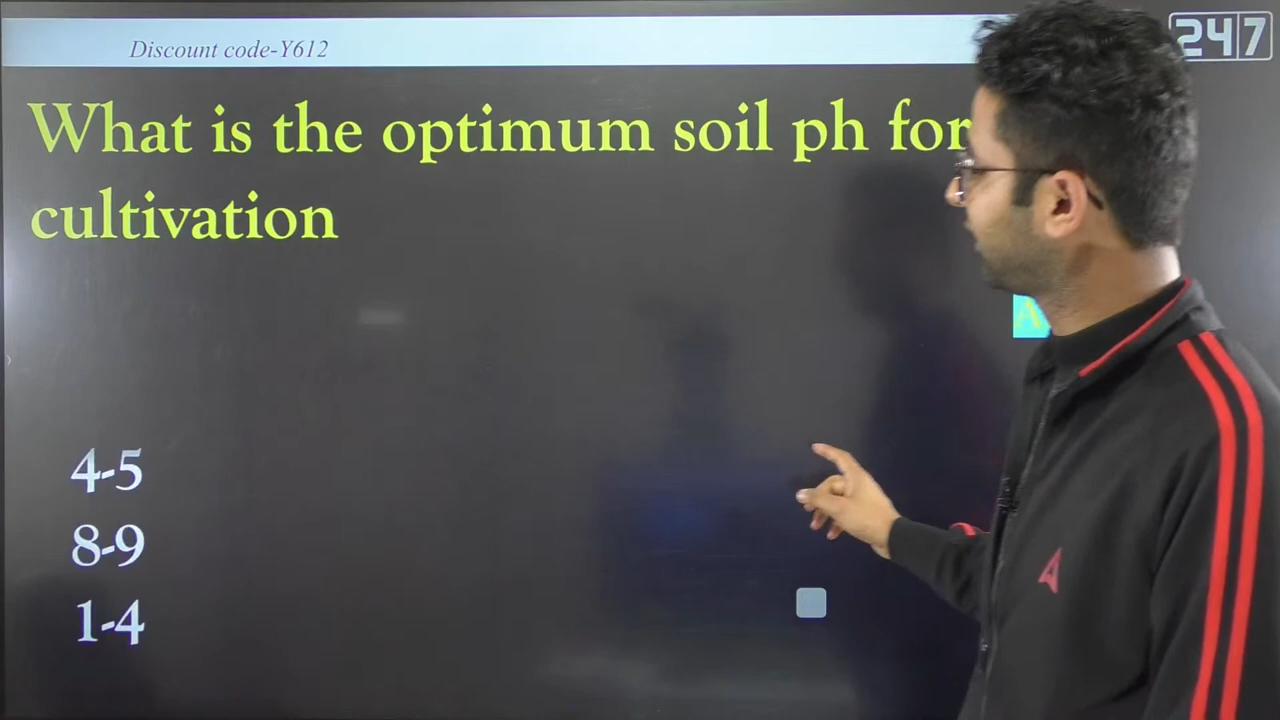 Discount code-Y612
247
What is the optimum soil ph for
cultivation
A
4-5
8-9
1-4